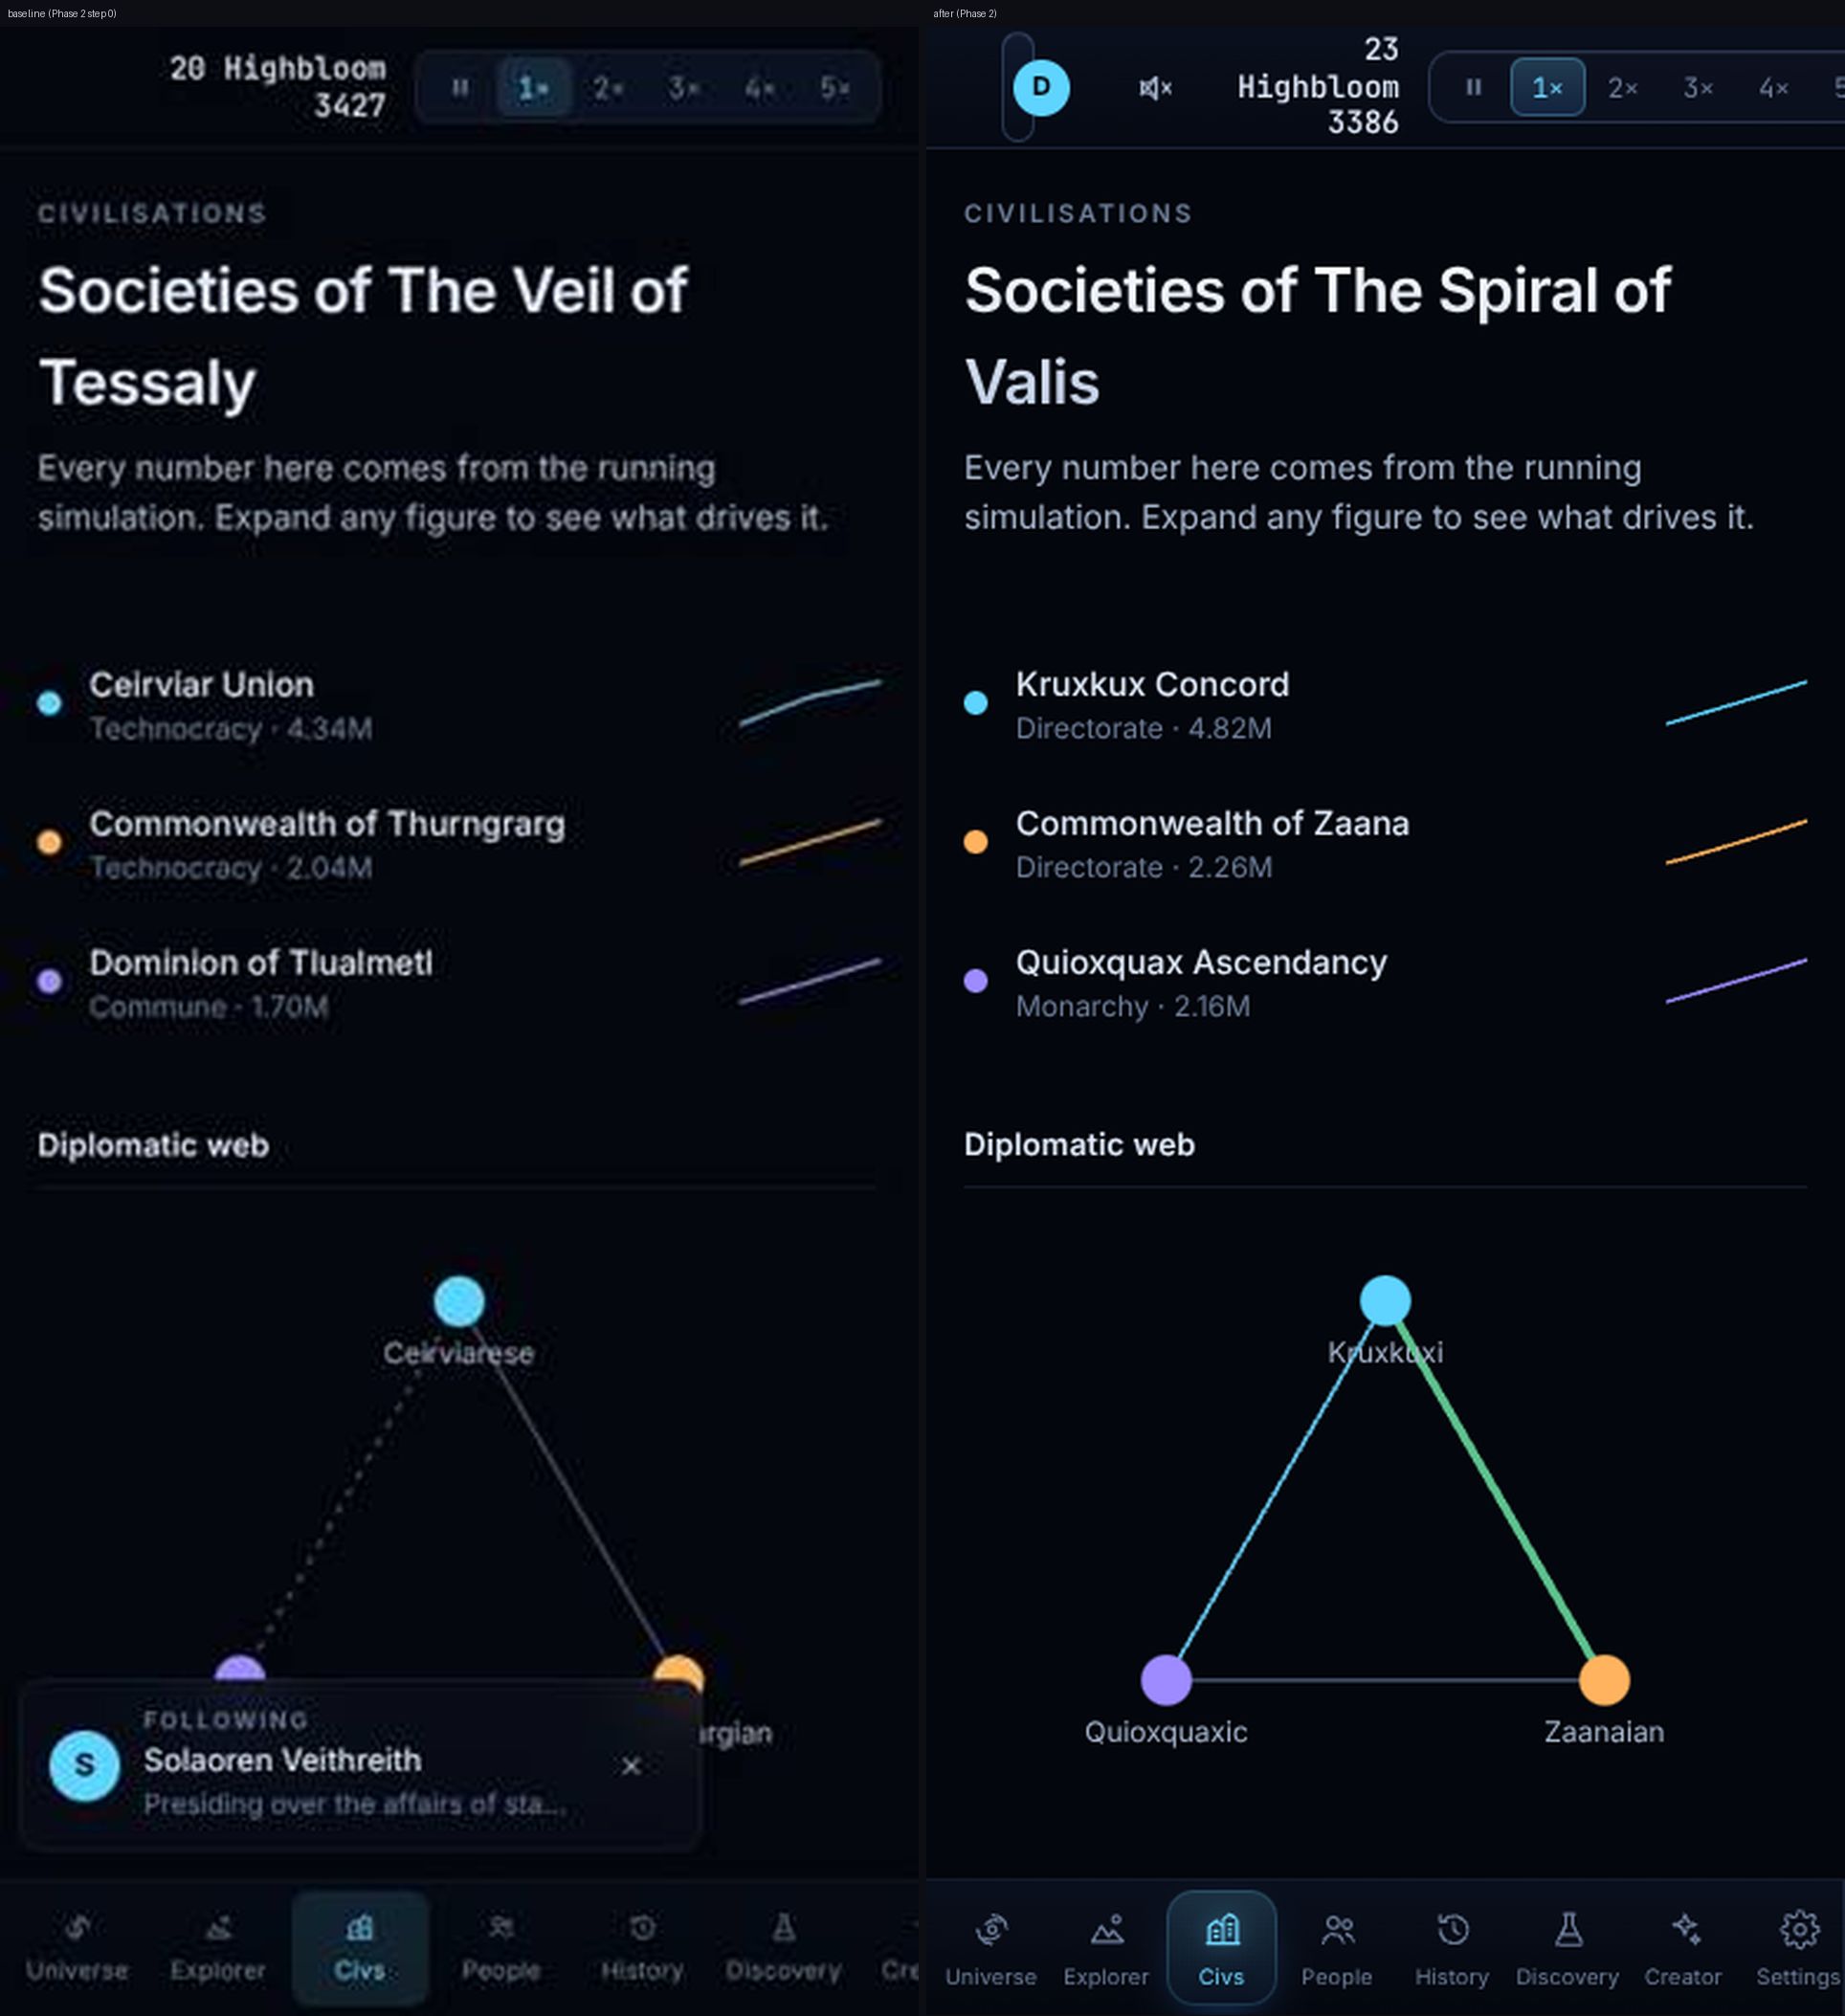 baseline (Phase 2 step 0)
20 Highbloom
3427
1×
2×
3×
4×
5×
CIVILISATIONS
Societies of The Veil of
Tessaly
Every number here comes from the running
simulation. Expand any figure to see what drives it.
Ceirviar Union
Technocracy · 4.34M
Commonwealth of Thurngrarg
Technocracy · 2.04M
Dominion of Tlualmetl
Commune · 1.70M
Diplomatic web
Ceirviarese
rgian
FOLLOWING
S
Solaoren Veithreith
×
Presiding over the affairs of sta...
Universe
Explorer
Civs
People
History
Discovery
Cre
after (Phase 2)
D
23
Highbloom
3386
1×
2×
3×
4×
5
CIVILISATIONS
Societies of The Spiral of
Valis
Every number here comes from the running
simulation. Expand any figure to see what drives it.
Kruxkux Concord
Directorate · 4.82M
Commonwealth of Zaana
Directorate · 2.26M
Quioxquax Ascendancy
Monarchy · 2.16M
Diplomatic web
Kruxkuxi
Quioxquaxic
Zaanaian
Universe
Explorer
Civs
People
History
Discovery
Creator
Settings